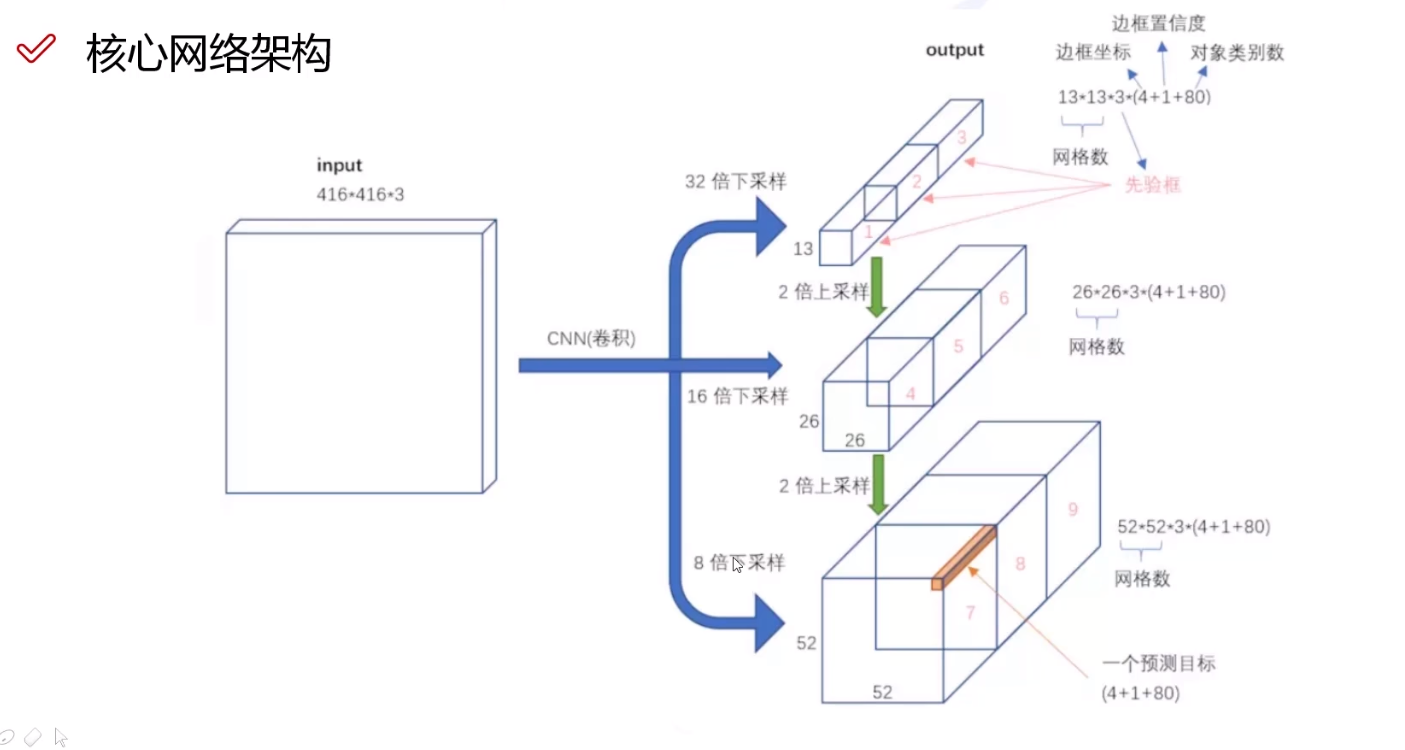 核心网络架构
output
边框置信度
边框坐标
对象类别数
13*13*3*(4+1+80)
网格数
先验框
input
416*416*3
32 倍下采样
3
2
1
13
2 倍上采样
CNN(卷积)
16 倍下采样
6
5
4
26
26
26*26*3*(4+1+80)
网格数
2 倍上采样
8 倍下采样
9
8
7
52
52
52*52*3*(4+1+80)
网格数
一个预测目标
(4+1+80)